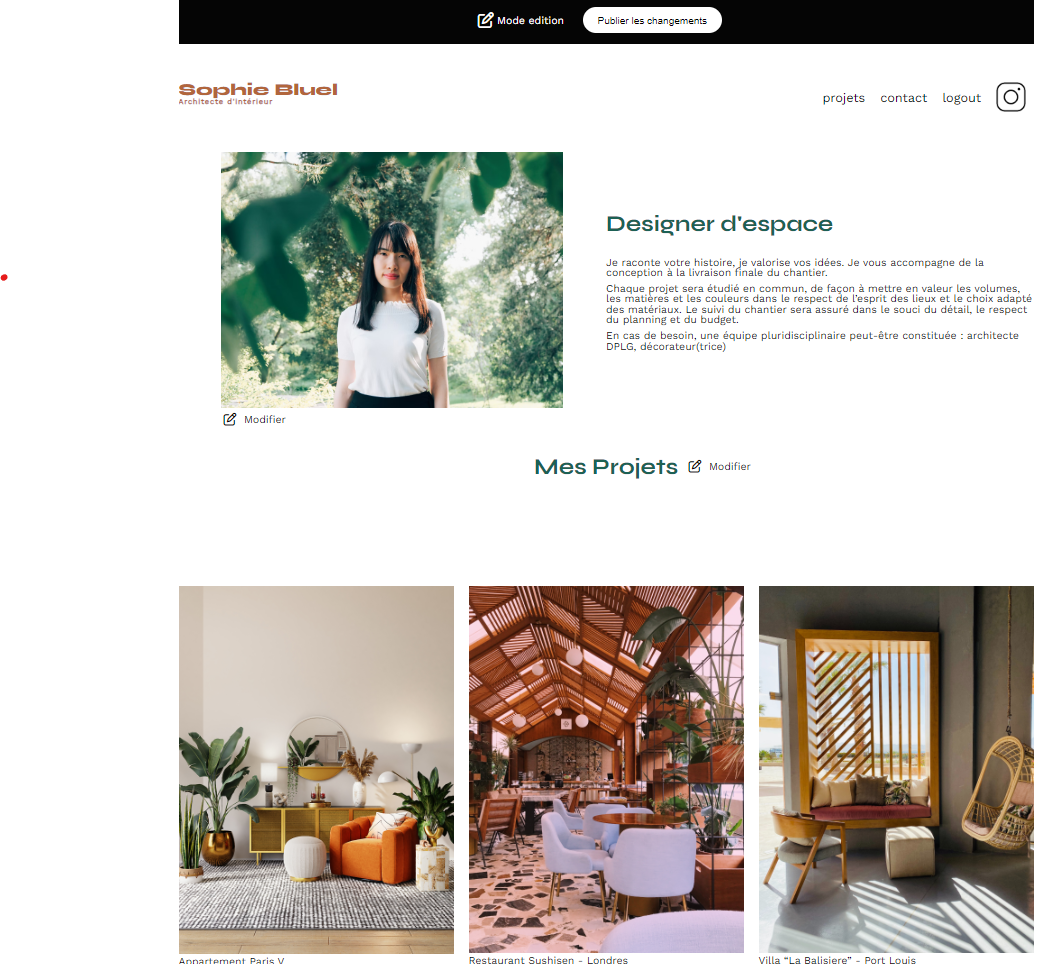 Mode edition
Publier les changements
Sophie Bluel
Architecte d'Intérieur
projets
contact
logout
Designer d'espace
Je raconte votre histoire, je valorise vos idées. Je vous accompagne de la
conception à la livraison finale du chantier.
Chaque projet sera étudié en commun, de façon à mettre en valeur les volumes,
les matières et les couleurs dans le respect de l'esprit des lieux et le choix adapté
des matériaux. Le suivi du chantier sera assuré dans le souci du détail, le respect
du planning et du budget.
En cas de besoin, une équipe pluridisciplinaire peut-être constituée : architecte
DPLG, décorateur(trice)
Modifier
Mes Projets
Modifier
Appartement Paris V
Restaurant Sushisen - Londres
Villa “La Balisiere” - Port Louis